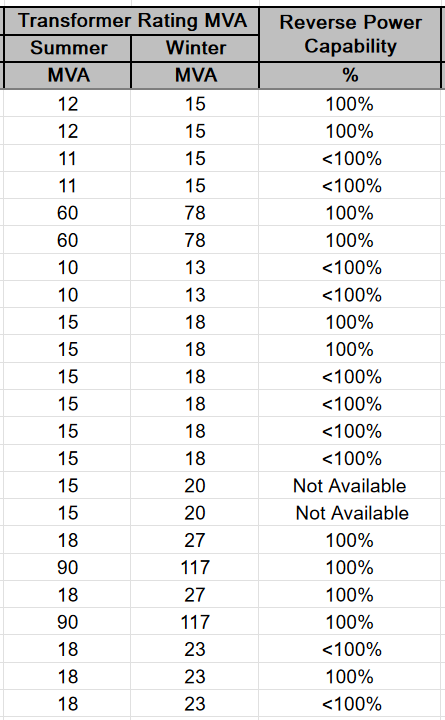 Transformer Rating MVA Reverse Power
Summer Winter Capability
MVA MVA %
12 15 100%
12 15 100%
11 15 <100%
11 15 <100%
60 78 100%
60 78 100%
10 13 <100%
10 13 <100%
15 18 100%
15 18 100%
15 18 <100%
15 18 <100%
15 18 <100%
15 18 <100%
15 20 Not Available
15 20 Not Available
18 27 100%
90 117 100%
18 27 100%
90 117 100%
18 23 <100%
18 23 100%
18 23 <100%